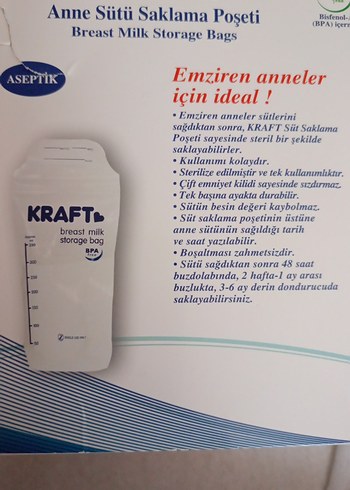 Anne Sütü Saklama Poşeti
Breast Milk Storage Bags
Bisfenol-
(BPA) içerm
ASEPTİK
Emziren anneler
için ideal !
• Emziren anneler sütlerini
sağdıktan sonra, KRAFT Süt Saklama
Poşeti sayesinde steril bir şekilde
saklayabilirler.
• Kullanımı kolaydır.
• Sterilize edilmiştir ve tek kullanımlıktır.
• Çift emniyet kilidi sayesinde sızdırmaz.
• Tek başına ayakta durabilir.
• Sütün besin değeri kaybolmaz.
• Süt saklama poşetinin üstüne
anne sütünün sağıldığı tarih
ve saat yazılabilir.
• Boşaltması zahmetsizdir.
• Sütü sağdıktan sonra 48 saat
buzdolabında, 2 hafta-1 ay arası
buzlukta, 3-6 ay derin dondurucuda
saklayabilirsiniz.
KRAFT
breast milk
storage bag
BPA
free